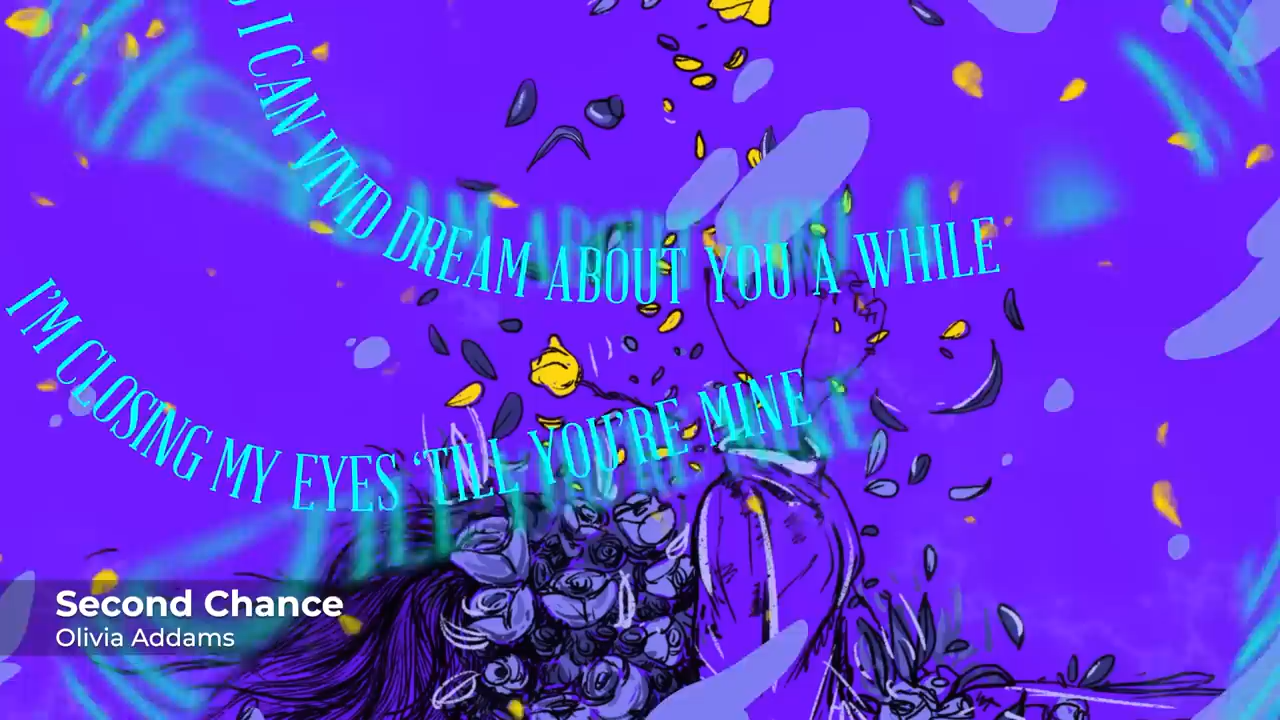 I CAN VIVID DREAM ABOUT YOU A WHILE
I'M CLOSING MY EYES ‘TILL YOU'RE MINE
Second Chance
Olivia Addams